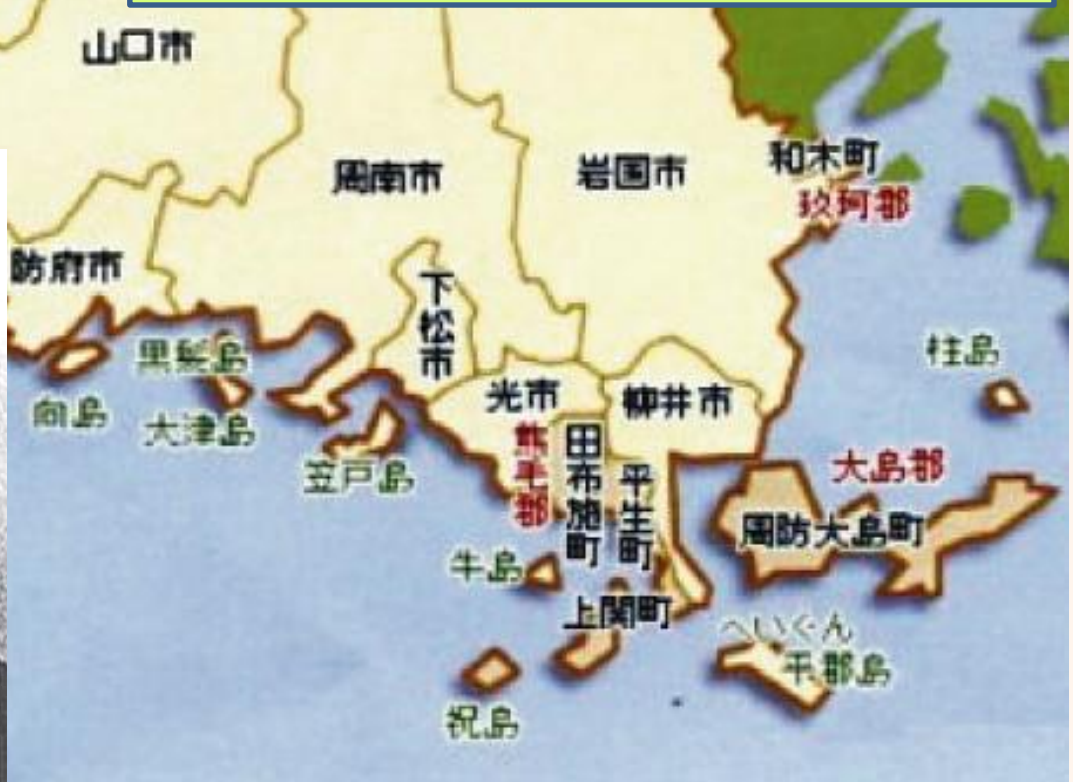 山口市
周南市
岩国市
和木町
玖珂郡
防府市
下松市
黒髪島
柱島
向島
大津島
光市
柳井市
笠戸島
熊毛郡
田布施町
平生町
大島郡
周防大島町
牛島
上関町
へいぐん
平郡島
祝島